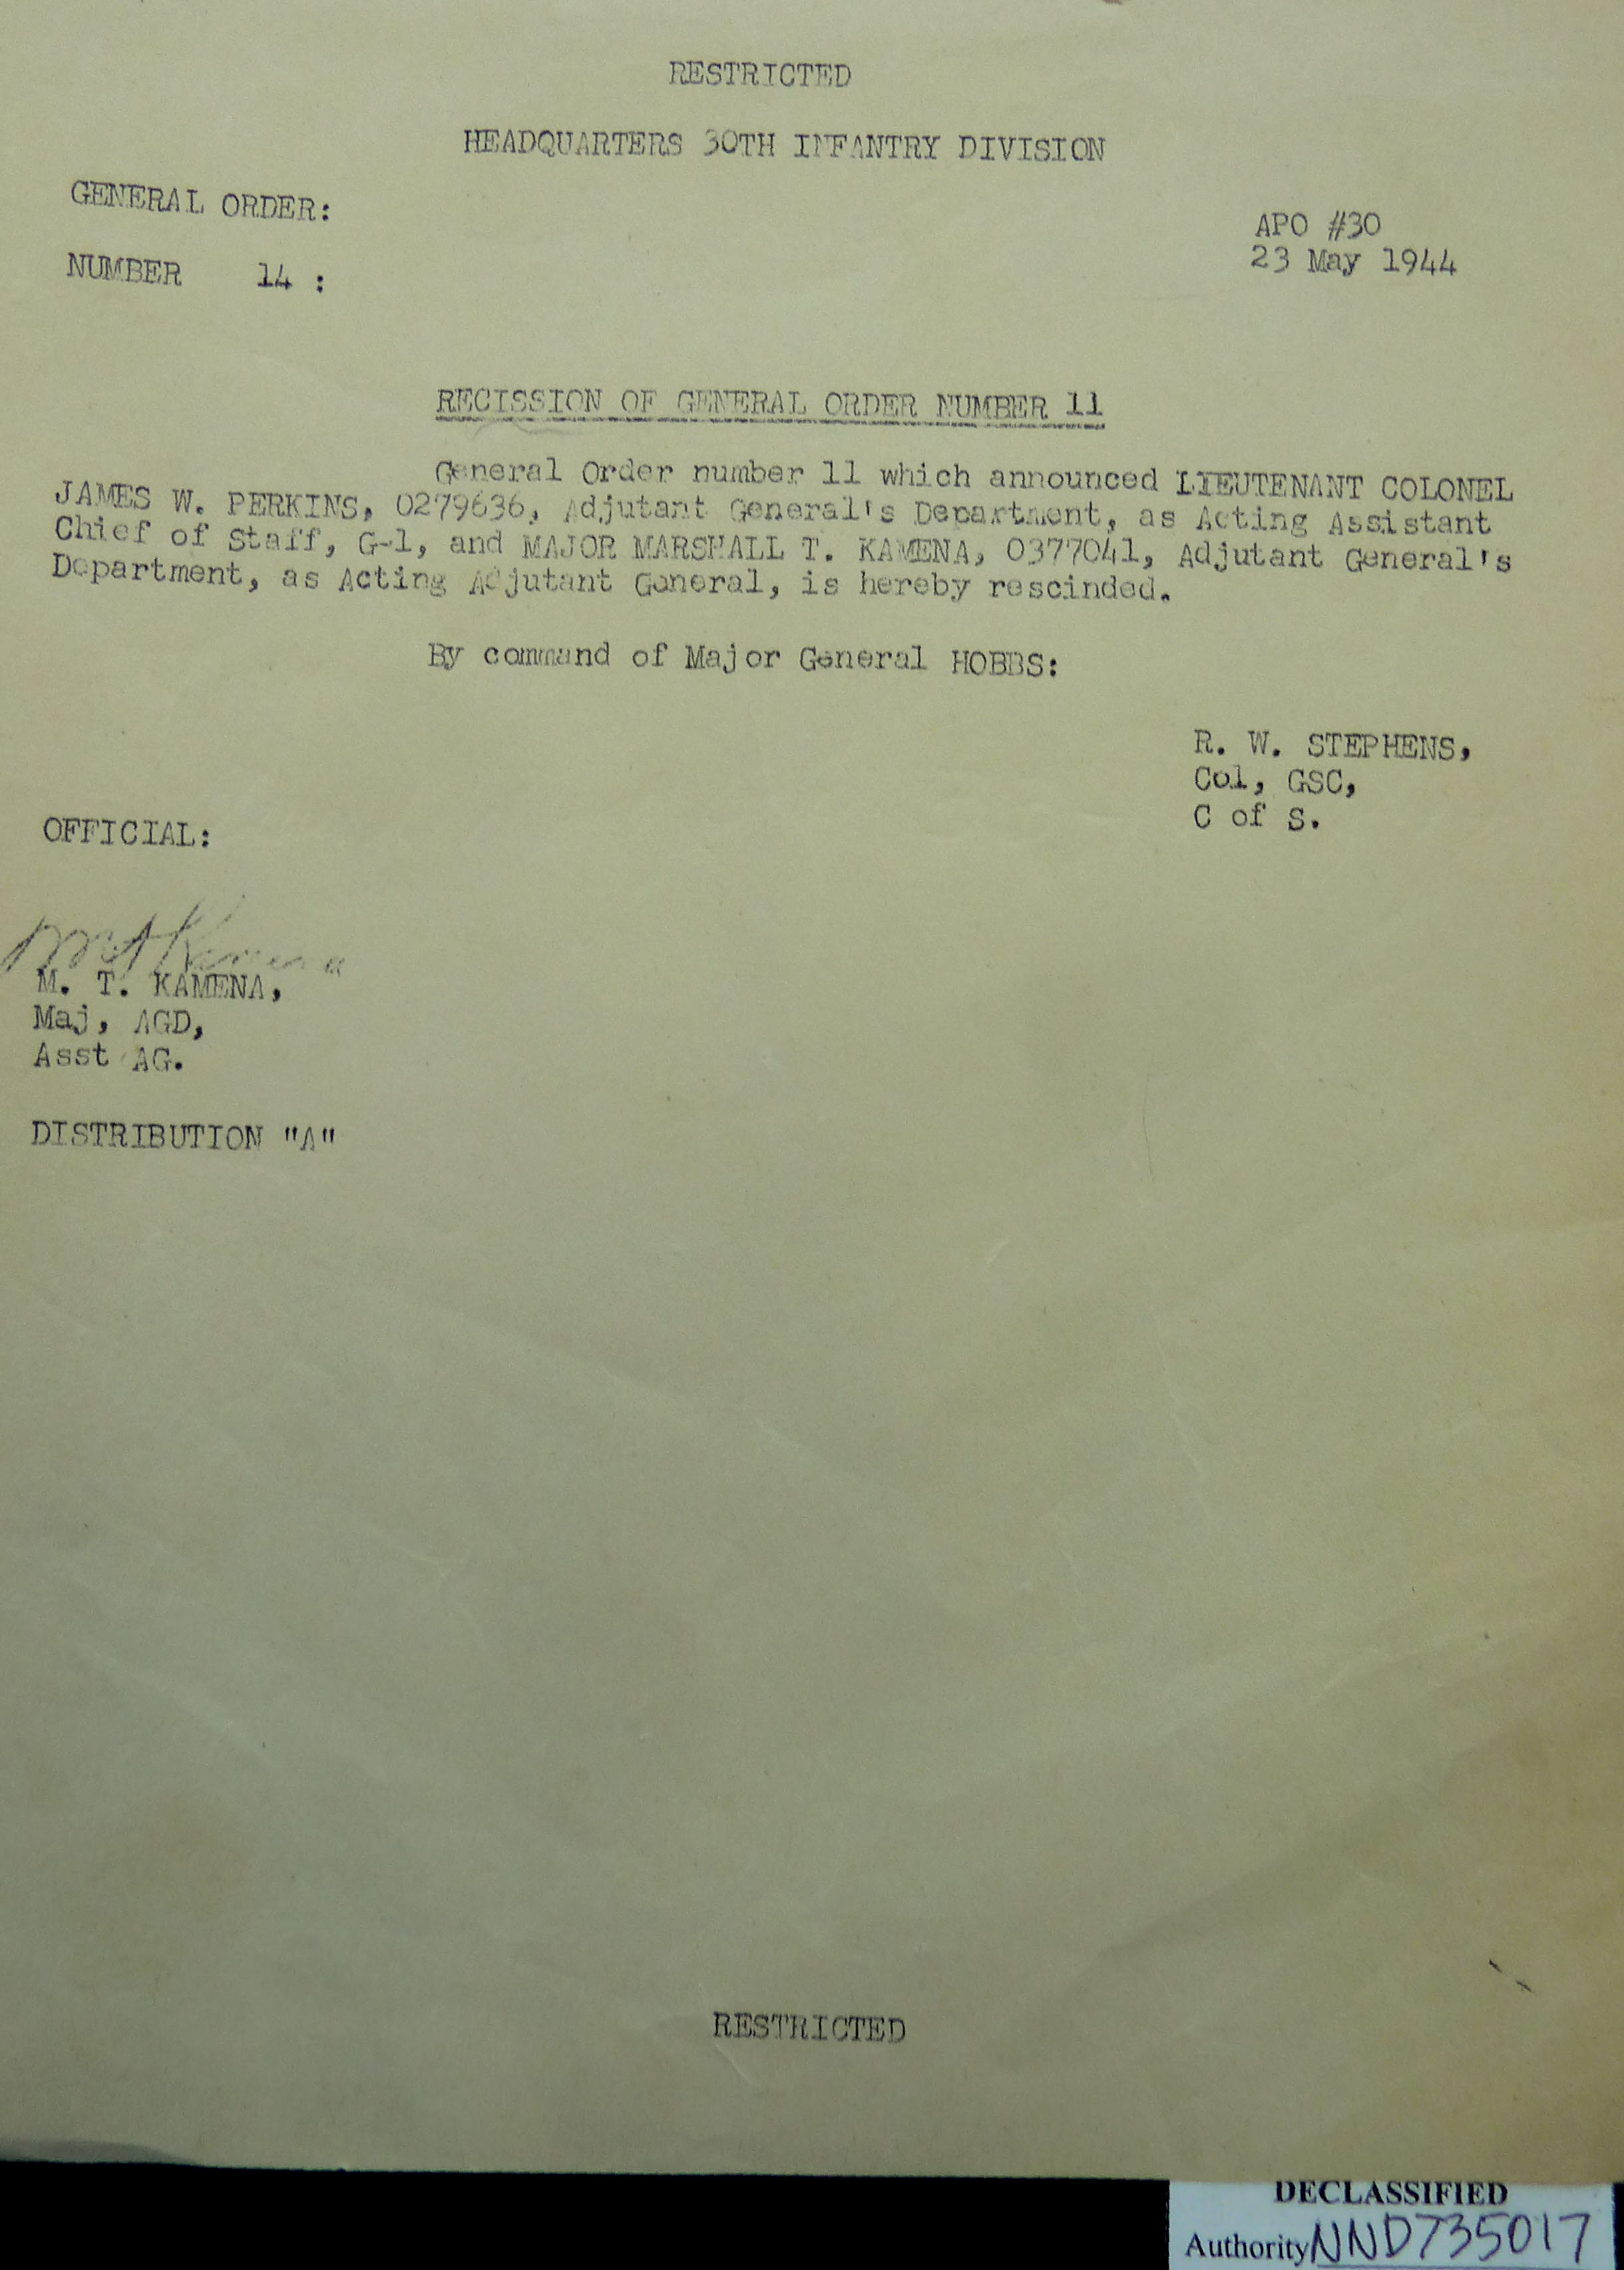 RESTRICTED
HEADQUARTERS 30TH INFANTRY DIVISION
GENERAL ORDER:
APO #30
NUMBER 14 :
23 May 1944
RECISSION OF GENERAL ORDER NUMBER 11
General Order number 11 which announced LIEUTENANT COLONEL
JAMES W. PERKINS, 0279636, Adjutant General's Department, as Acting Assistant
Chief of Staff, G-1, and MAJOR MARSHALL T. KAMENA, 0377041, Adjutant General's
Department, as Acting Adjutant General, is hereby rescinded.
By command of Major General HOBBS:
R. W. STEPHENS,
Col, GSC,
C of S.
OFFICIAL:
M T Kamena
M. T. KAMENA,
Maj, AGD,
Asst AG.
DISTRIBUTION "A"
RESTRICTED
DECLASSIFIED
Authority NND735017